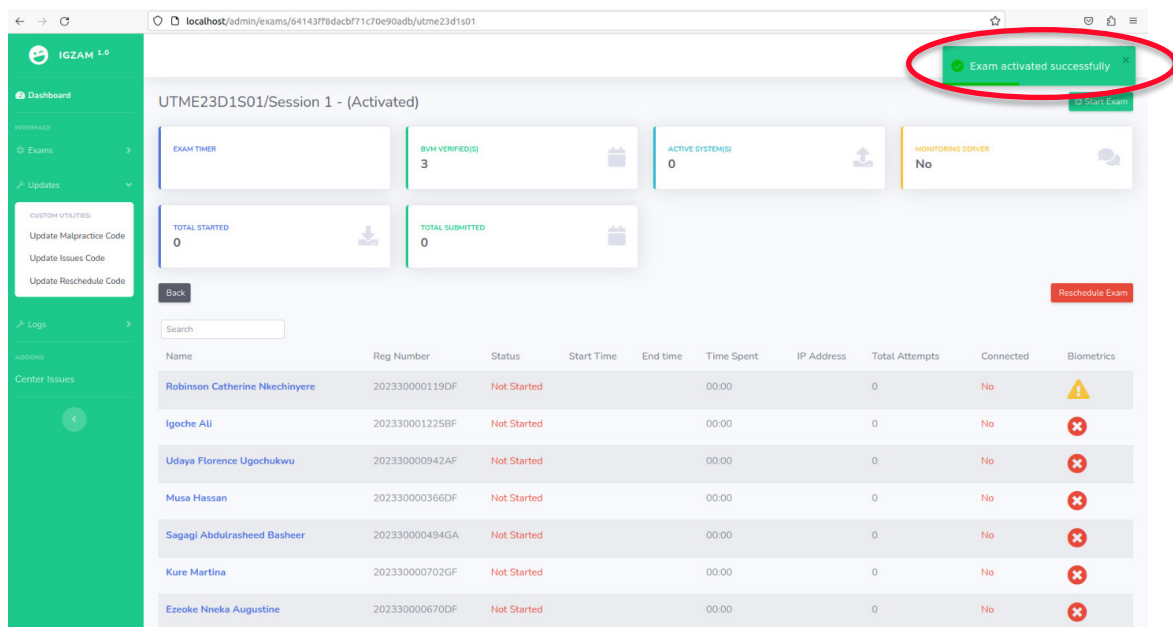 localhost/admin/exams/64143ff8dacbf71c70e90adb/utme23d1s01
IGZAM 1.0
Exam activated successfully ×
Dashboard
UTME23D1S01/Session 1 - (Activated)
Start Exam
INTERFACE
Exams
Updates
CUSTOM UTILITIES:
Update Malpractice Code
Update Issues Code
Update Reschedule Code
Logs
ADDONS
Center Issues
EXAM TIMER
BVM VERIFIED(S)
3
ACTIVE SYSTEM(S)
0
MONITORING SERVER
No
TOTAL STARTED
0
TOTAL SUBMITTED
0
Back
Reschedule Exam
Search
Name Reg Number Status Start Time End time Time Spent IP Address Total Attempts Connected Biometrics
Robinson Catherine Nkechinyere 202330000119DF Not Started 00:00 0 No
Igoche Ali 202330001225BF Not Started 00:00 0 No
Udaya Florence Ugochukwu 202330000942AF Not Started 00:00 0 No
Musa Hassan 202330000366DF Not Started 00:00 0 No
Sagagi Abdulrasheed Basheer 202330000494GA Not Started 00:00 0 No
Kure Martina 202330000702GF Not Started 00:00 0 No
Ezeoke Nneka Augustine 202330000670DF Not Started 00:00 0 No